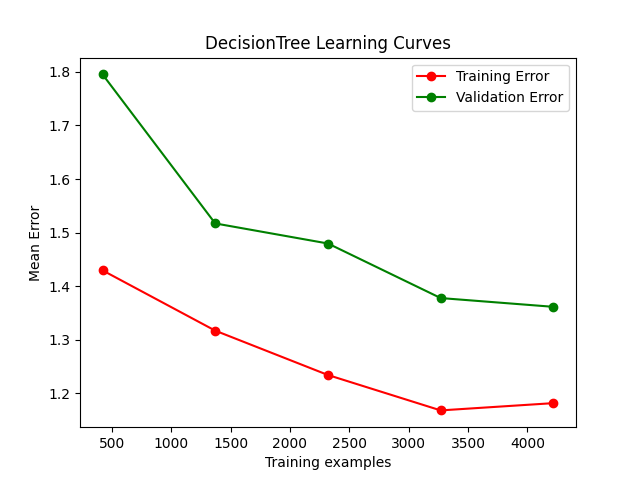 DecisionTree Learning Curves
Training Error
Validation Error
Mean Error
1.8
1.7
1.6
1.5
1.4
1.3
1.2
500 1000 1500 2000 2500 3000 3500 4000
Training examples